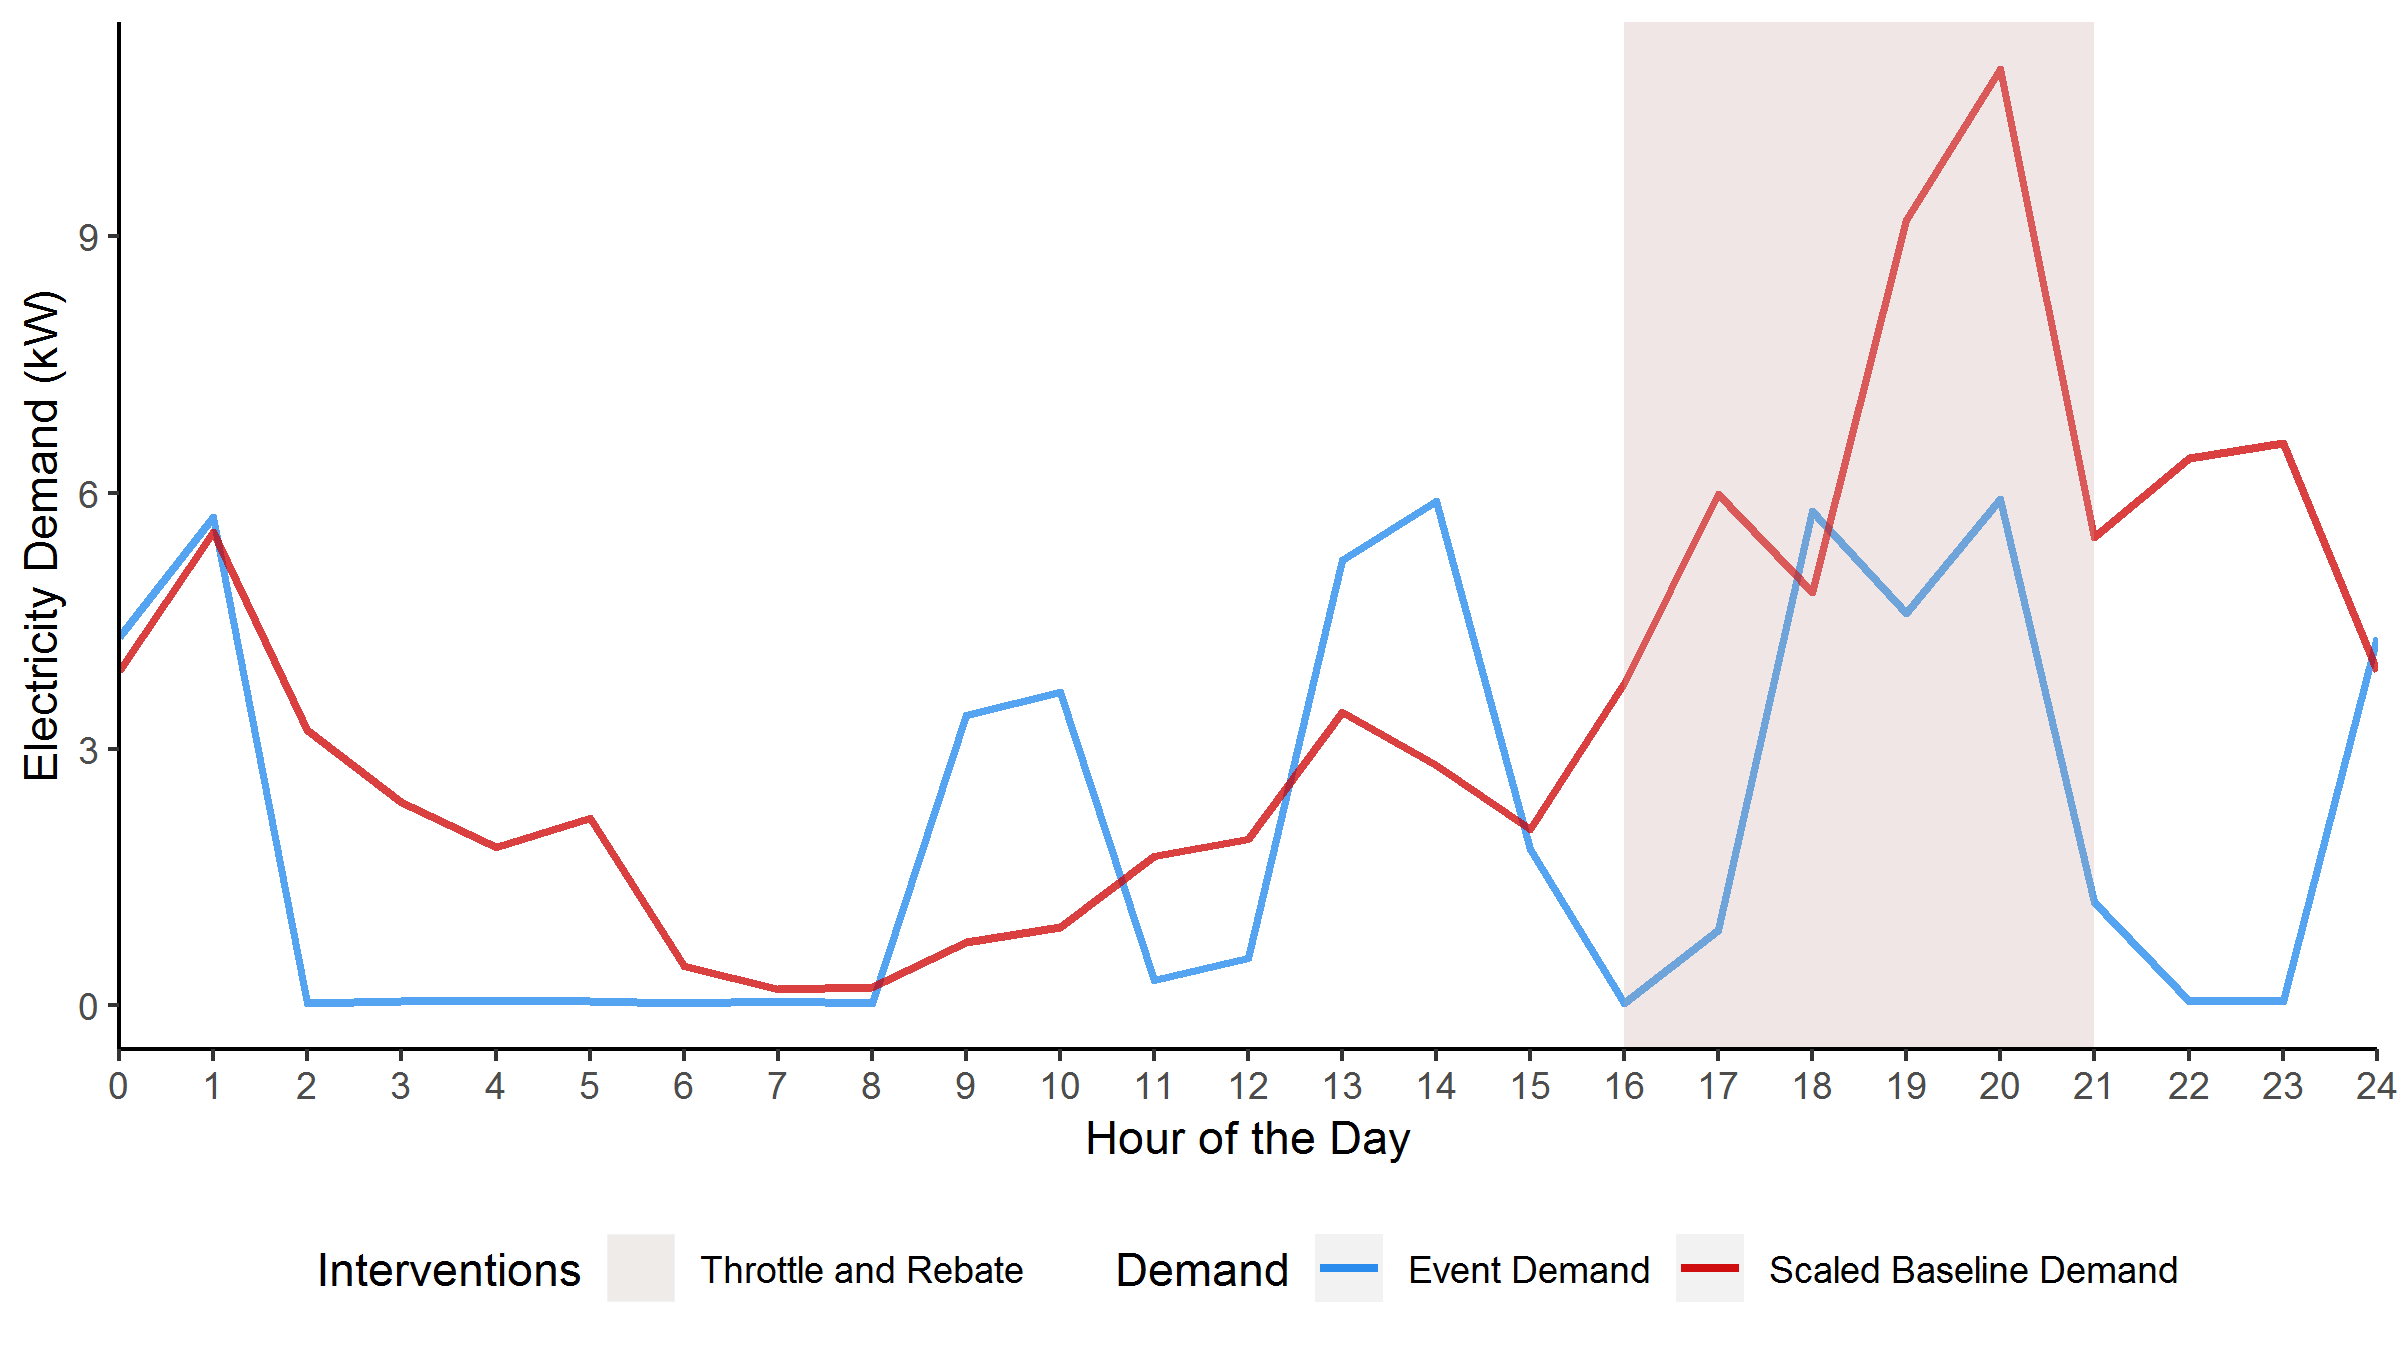 Electricity Demand (kW)
9
6
3
0
0 1 2 3 4 5 6 7 8 9 10 11 12 13 14 15 16 17 18 19 20 21 22 23 24
Hour of the Day
Interventions Throttle and Rebate Demand Event Demand Scaled Baseline Demand